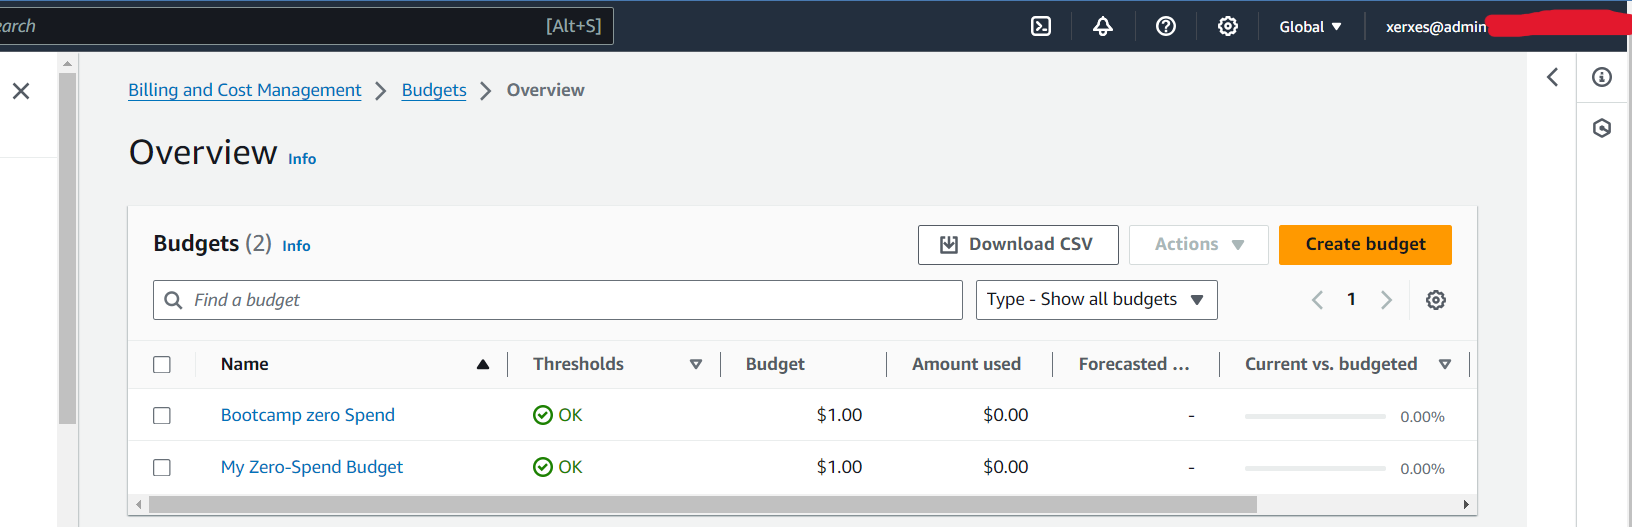 earch [Alt+S] Global xerxes@admin
Billing and Cost Management Budgets Overview
Overview Info
Budgets (2) Info Download CSV Actions Create budget
Find a budget Type - Show all budgets 1
Name Thresholds Budget Amount used Forecasted ... Current vs. budgeted
Bootcamp zero Spend OK $1.00 $0.00 - 0.00%
My Zero-Spend Budget OK $1.00 $0.00 - 0.00%